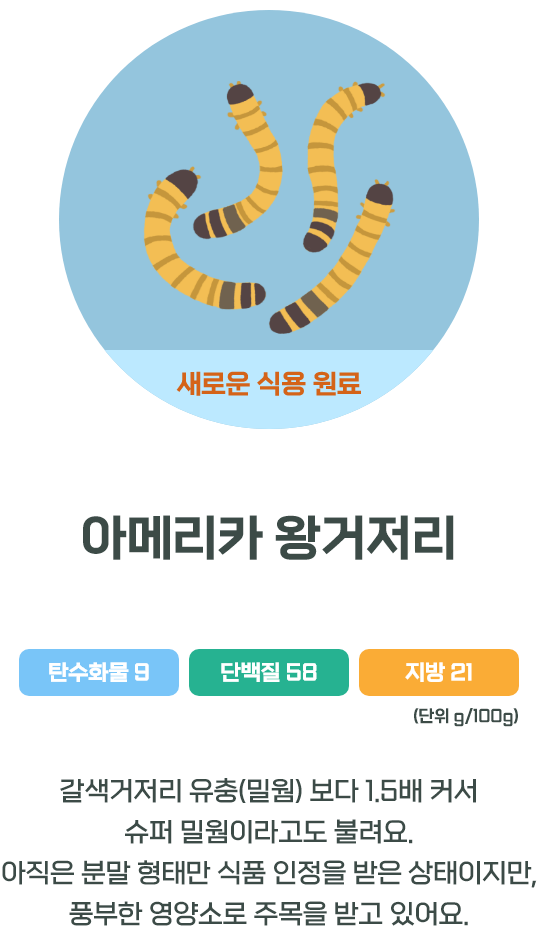 새로운 식용 원료
아메리카 왕거저리
탄수화물 9 단백질 58 지방 21
(단위 g/100g)
갈색거저리 유충(밀웜) 보다 1.5배 커서
슈퍼 밀웜이라고도 불려요.
아직은 분말 형태만 식품 인정을 받은 상태이지만,
풍부한 영양소로 주목을 받고 있어요.